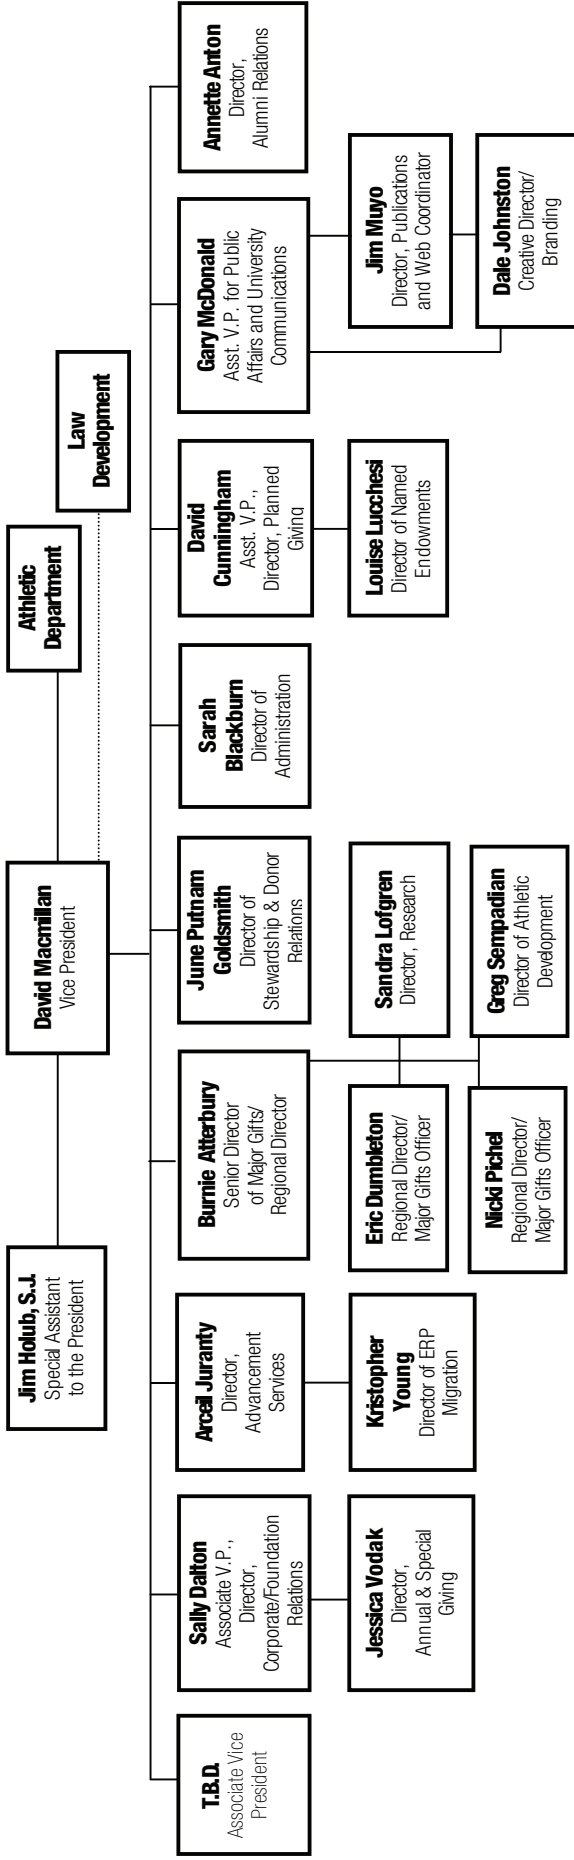 Jim Holub, S.J.
Special Assistant
to the President
David Macmillan
Vice President
Athletic
Department
Law
Development
T.B.D.
Associate Vice
President
Sally Dalton
Associate V.P.,
Director,
Corporate/Foundation
Relations
Arceil Juranty
Director,
Advancement
Services
Burnie Atterbury
Senior Director
of Major Gifts/
Regional Director
June Putnam
Goldsmith
Director of
Stewardship & Donor
Relations
Sarah
Blackburn
Director of
Administration
David
Cunningham
Asst. V.P.,
Director, Planned
Giving
Gary McDonald
Asst. V.P. for Public
Affairs and University
Communications
Annette Anton
Director,
Alumni Relations
Jessica Vodak
Director,
Annual & Special
Giving
Kristopher
Young
Director of ERP
Migration
Eric Dumbleton
Regional Director/
Major Gifts Officer
Sandra Lofgren
Director, Research
Louise Lucchesi
Director of Named
Endowments
Jim Muyo
Director, Publications
and Web Coordinator
Nicki Pichel
Regional Director/
Major Gifts Officer
Greg Sempadian
Director of Athletic
Development
Dale Johnston
Creative Director/
Branding